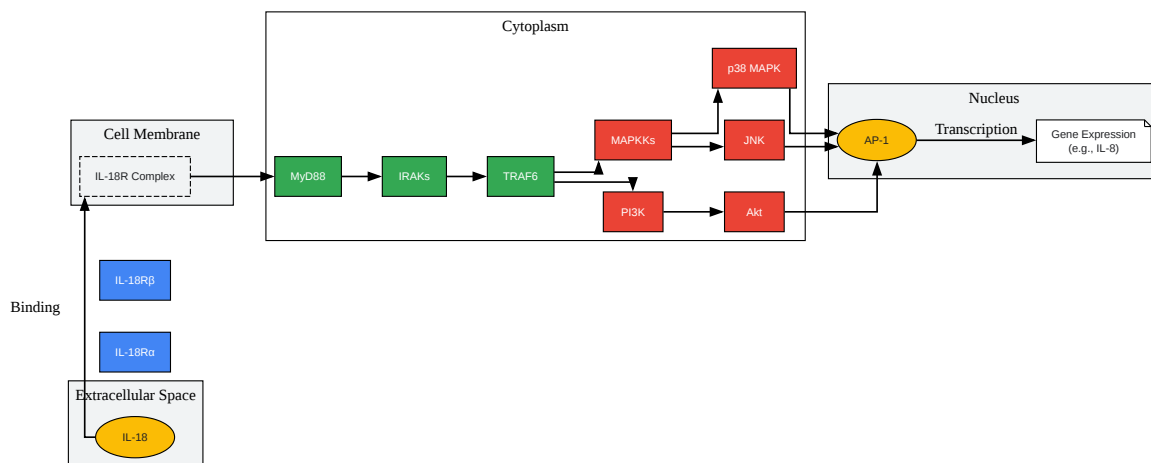 Cytoplasm
p38 MAPK
Nucleus
Cell Membrane
MAPKKs
JNK
AP-1
Transcription
Gene Expression
(e.g., IL-8)
IL-18R Complex
MyD88
IRAKs
TRAF6
PI3K
Akt
IL-18Rβ
Binding
IL-18Rα
Extracellular Space
IL-18